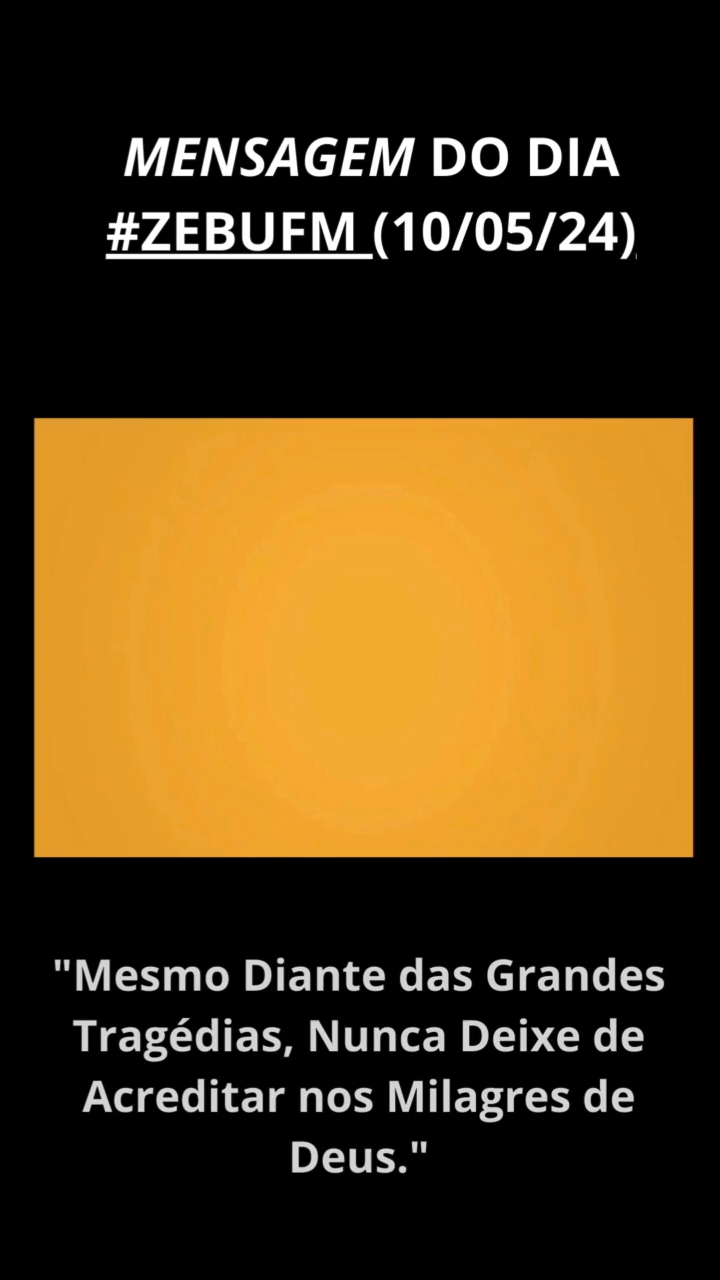 MENSAGEM DO DIA
#ZEBUFM (10/05/24)
"Mesmo Diante das Grandes
Tragédias, Nunca Deixe de
Acreditar nos Milagres de
Deus."